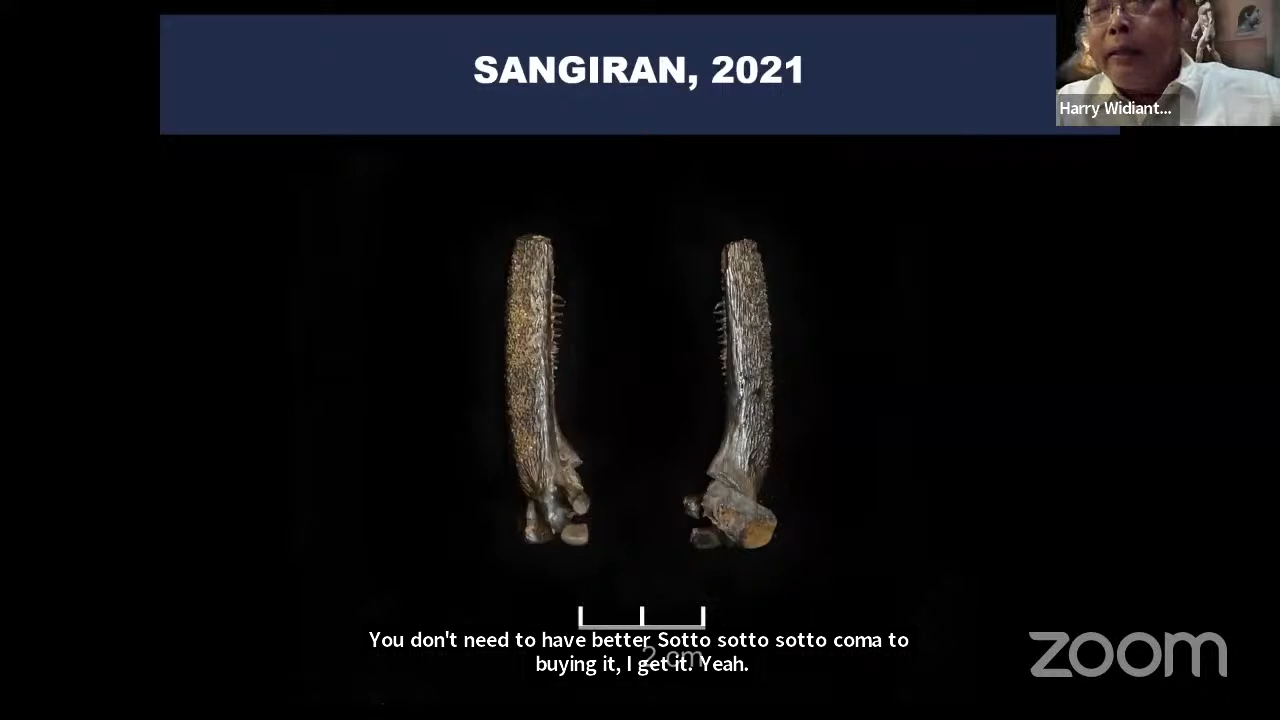 SANGIRAN, 2021
Harry Widiant...
2 cm
You don't need to have better Sotto sotto sotto coma to
buying it, I get it. Yeah.
zoom